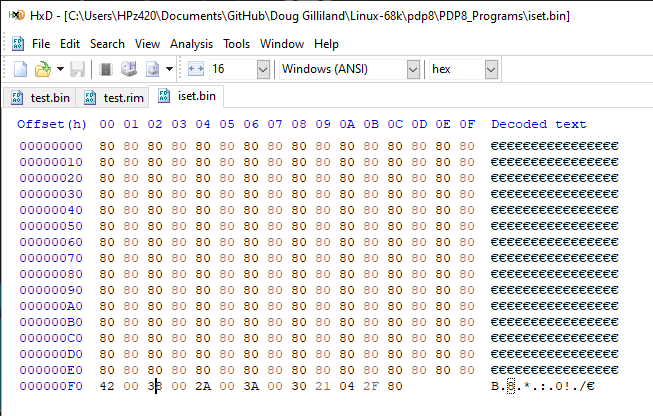 HxD - [C:\Users\HPz420\Documents\GitHub\Doug Gilliland\Linux-68k\pdp8\PDP8_Programs\iset.bin]
File Edit Search View Analysis Tools Window Help
16 Windows (ANSI) hex
test.bin test.rim iset.bin
Offset(h) 00 01 02 03 04 05 06 07 08 09 0A 0B 0C 0D 0E 0F Decoded text
00000000 80 80 80 80 80 80 80 80 80 80 80 80 80 80 80 80 €€€€€€€€€€€€€€€€
00000010 80 80 80 80 80 80 80 80 80 80 80 80 80 80 80 80 €€€€€€€€€€€€€€€€
00000020 80 80 80 80 80 80 80 80 80 80 80 80 80 80 80 80 €€€€€€€€€€€€€€€€
00000030 80 80 80 80 80 80 80 80 80 80 80 80 80 80 80 80 €€€€€€€€€€€€€€€€
00000040 80 80 80 80 80 80 80 80 80 80 80 80 80 80 80 80 €€€€€€€€€€€€€€€€
00000050 80 80 80 80 80 80 80 80 80 80 80 80 80 80 80 80 €€€€€€€€€€€€€€€€
00000060 80 80 80 80 80 80 80 80 80 80 80 80 80 80 80 80 €€€€€€€€€€€€€€€€
00000070 80 80 80 80 80 80 80 80 80 80 80 80 80 80 80 80 €€€€€€€€€€€€€€€€
00000080 80 80 80 80 80 80 80 80 80 80 80 80 80 80 80 80 €€€€€€€€€€€€€€€€
00000090 80 80 80 80 80 80 80 80 80 80 80 80 80 80 80 80 €€€€€€€€€€€€€€€€
000000A0 80 80 80 80 80 80 80 80 80 80 80 80 80 80 80 80 €€€€€€€€€€€€€€€€
000000B0 80 80 80 80 80 80 80 80 80 80 80 80 80 80 80 80 €€€€€€€€€€€€€€€€
000000C0 80 80 80 80 80 80 80 80 80 80 80 80 80 80 80 80 €€€€€€€€€€€€€€€€
000000D0 80 80 80 80 80 80 80 80 80 80 80 80 80 80 80 80 €€€€€€€€€€€€€€€€
000000E0 80 80 80 80 80 80 80 80 80 80 80 80 80 80 80 80 €€€€€€€€€€€€€€€€
000000F0 42 00 38 00 2A 00 3A 00 30 21 04 2F 80 B.8.*.:.0!./€